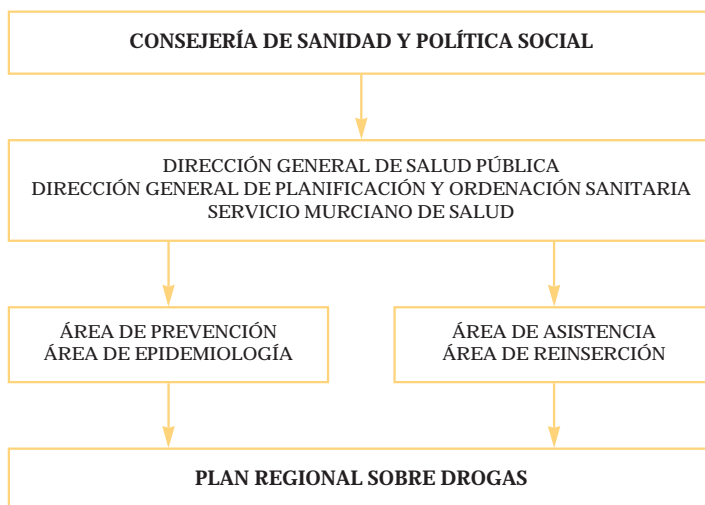 CONSEJERÍA DE SANIDAD Y POLÍTICA SOCIAL
DIRECCIÓN GENERAL DE SALUD PÚBLICA
DIRECCIÓN GENERAL DE PLANIFICACIÓN Y ORDENACIÓN SANITARIA
SERVICIO MURCIANO DE SALUD
ÁREA DE PREVENCIÓN
ÁREA DE EPIDEMIOLOGÍA
ÁREA DE ASISTENCIA
ÁREA DE REINSERCIÓN
PLAN REGIONAL SOBRE DROGAS